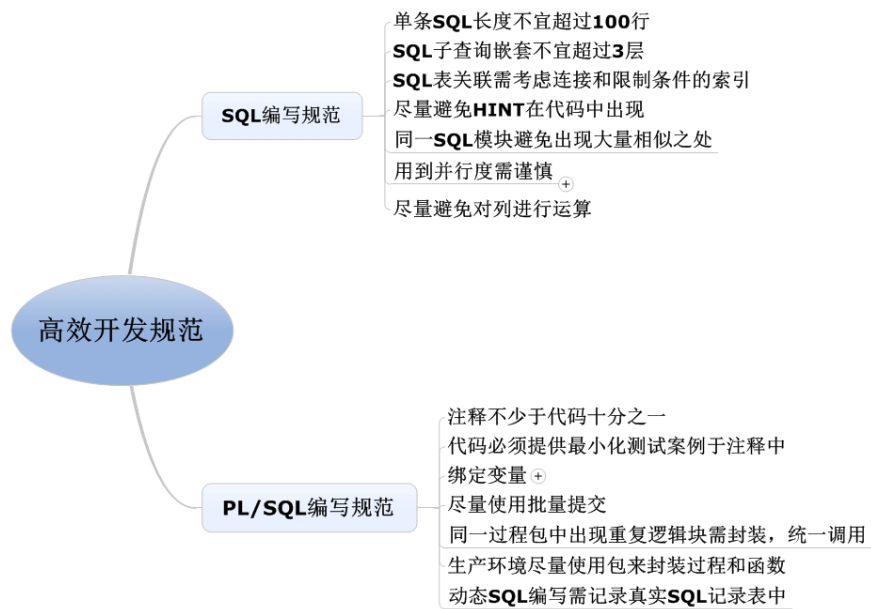 高效开发规范
SQL编写规范
单条SQL长度不宜超过100行
SQL子查询嵌套不宜超过3层
SQL表关联需考虑连接和限制条件的索引
尽量避免HINT在代码中出现
同一SQL模块避免出现大量相似之处
用到并行度需谨慎
尽量避免对列进行运算
PL/SQL编写规范
注释不少于代码十分之一
代码必须提供最小化测试案例于注释中
绑定变量
尽量使用批量提交
同一过程包中出现重复逻辑块需封装，统一调用
生产环境尽量使用包来封装过程和函数
动态SQL编写需记录真实SQL记录表中